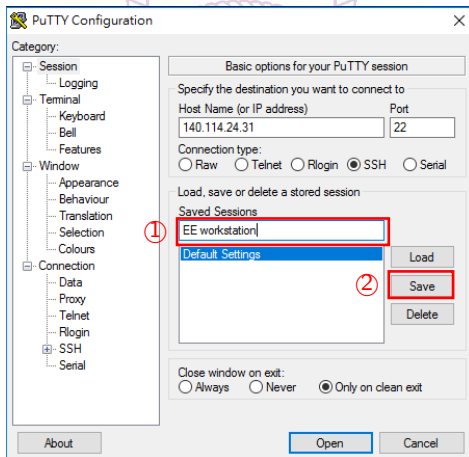 PuTTY Configuration
Category:
Session
Logging
Terminal
Keyboard
Bell
Features
Window
Appearance
Behaviour
Translation
Selection
Colours
Connection
Data
Proxy
Telnet
Rlogin
SSH
Serial
Basic options for your PuTTY session
Specify the destination you want to connect to
Host Name (or IP address) Port
140.114.24.31 22
Connection type:
Raw Telnet Rlogin SSH Serial
Load, save or delete a stored session
Saved Sessions
① EE workstation
Default Settings
Load
② Save
Delete
Close window on exit:
Always Never Only on clean exit
About Open Cancel